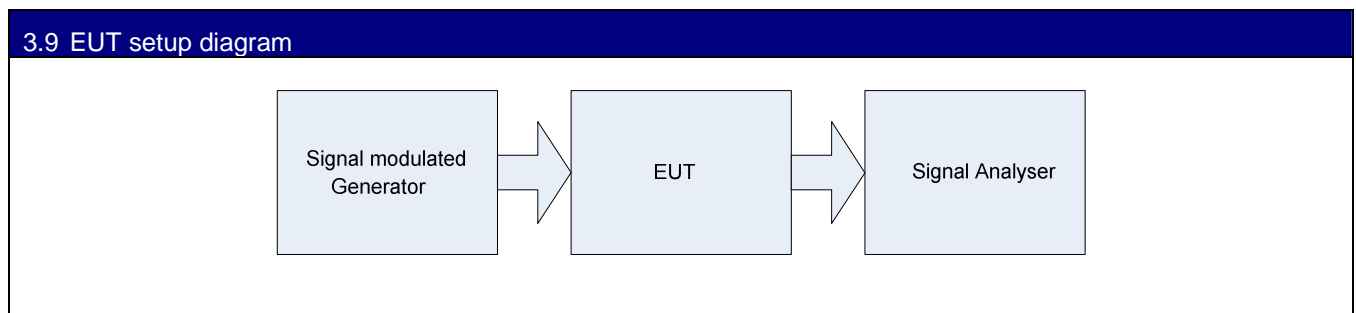 3.9 EUT setup diagram
Signal modulated
Generator
EUT
Signal Analyser